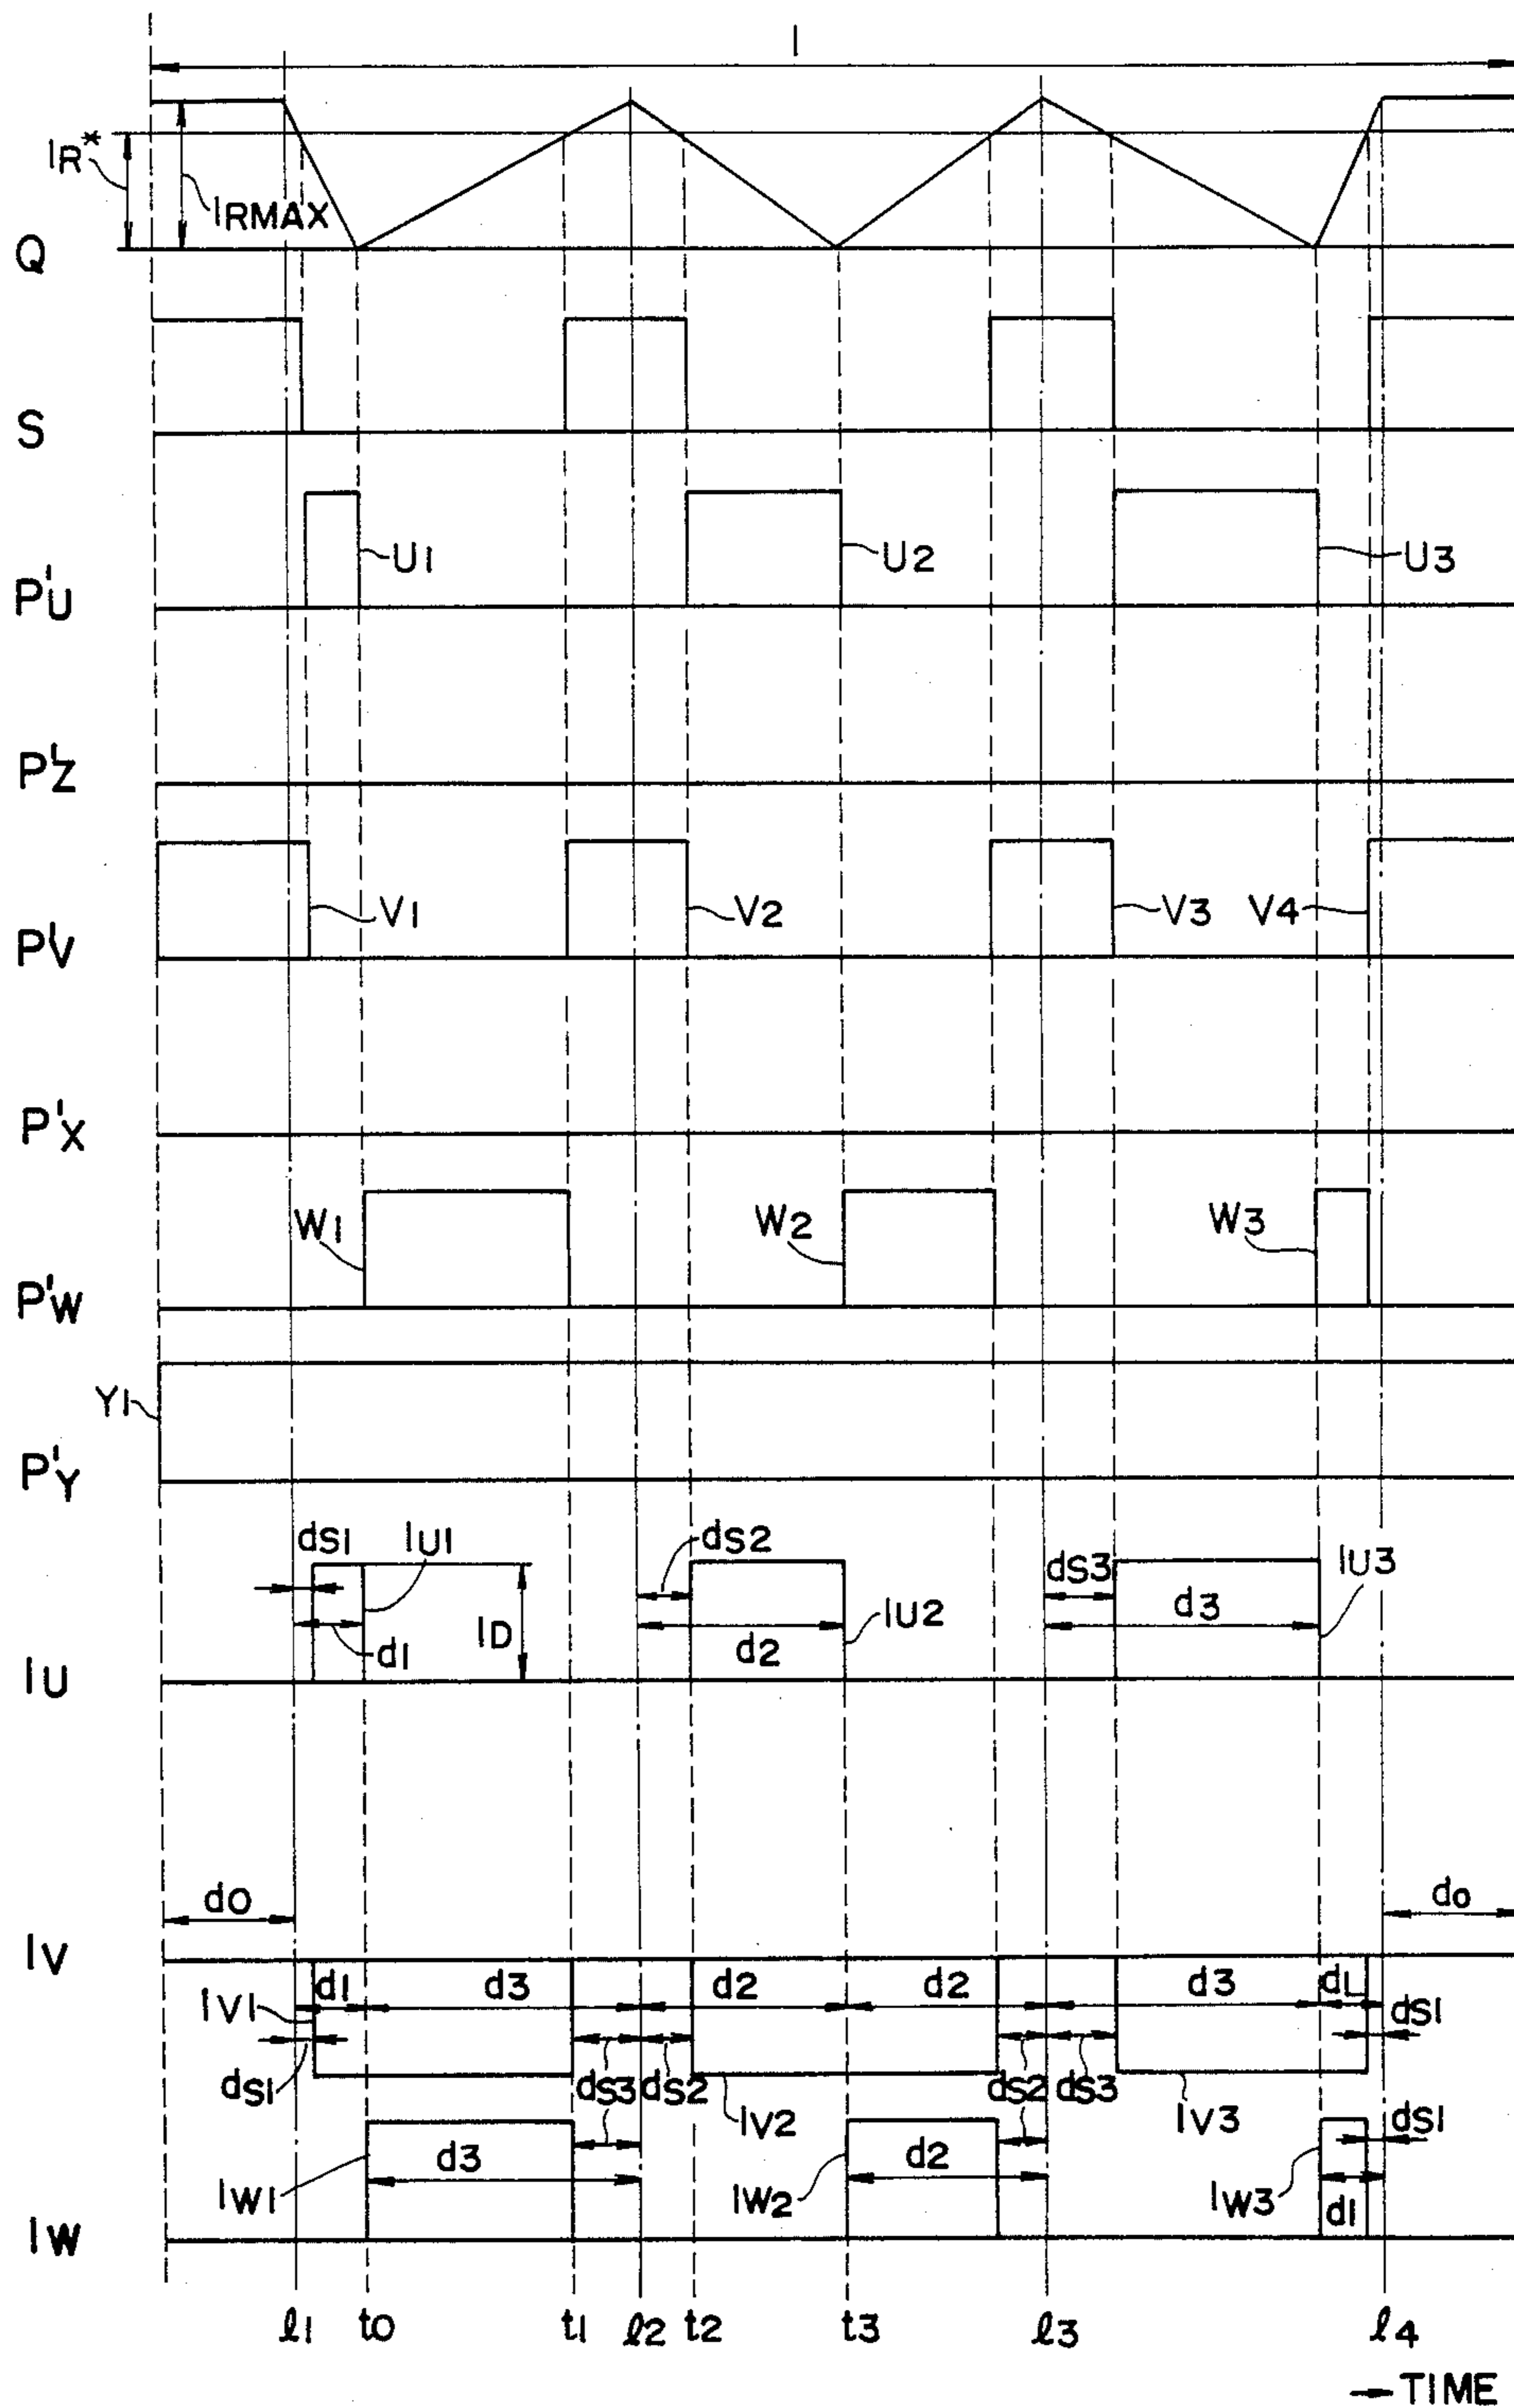 I
IR*
IRMAX
Q
S
U1
U2
U3
P'U
P'Z
V1
V2
V3
V4
P'V
P'X
W1
W2
W3
P'W
Y1
P'Y
dS1
IU1
dS2
dS3
IU3
d1
ID
d2
IU2
d3
IU
d0
do
IV
IV1
d1
d3
d2
d2
d3
d1
dS1
dS1
dS3
dS2
IV2
dS2
dS3
IV3
dS1
IW1
d3
IW2
d2
IW3
d1
IW
ℓ1
t0
t1
ℓ2
t2
t3
ℓ3
ℓ4
→ TIME